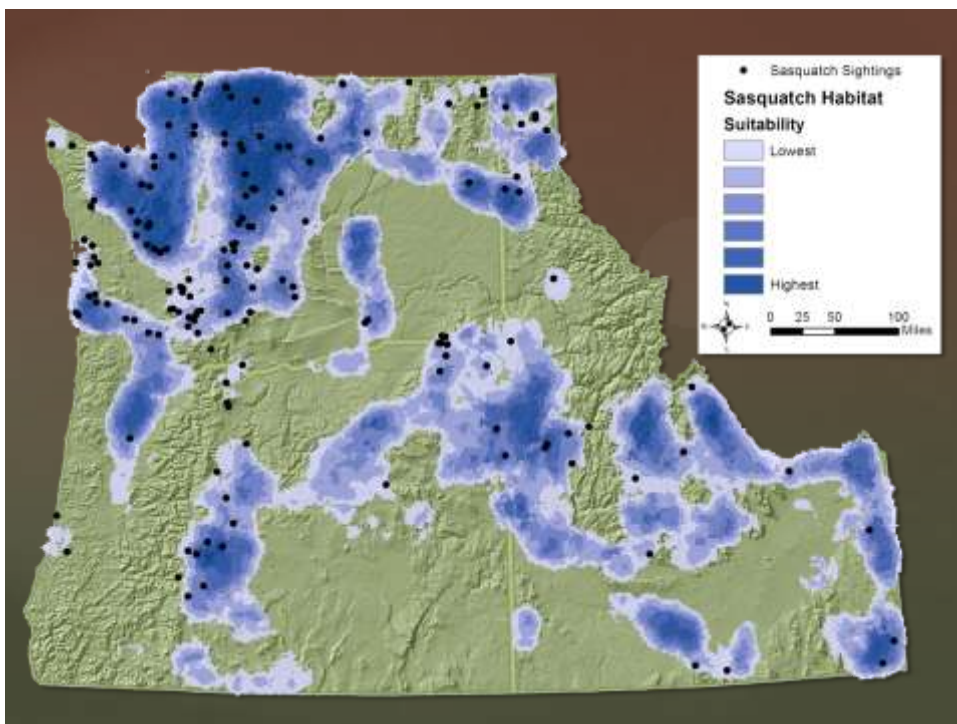 Sasquatch Sightings
Sasquatch Habitat
Suitability
Lowest
Highest
N
W E
S
0 25 50 100
Miles